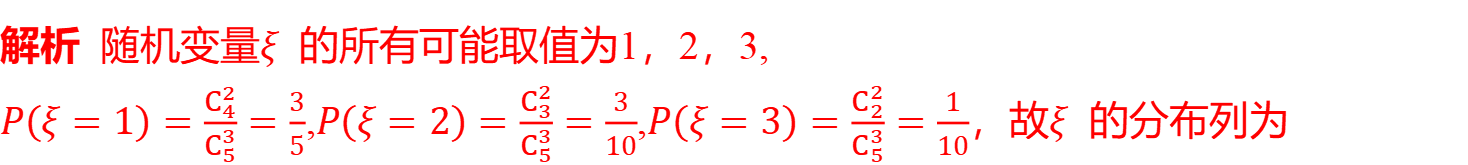 解析 随机变量ξ 的所有可能取值为1，2，3,
P(ξ = 1) = C₄²/C₅³ = 3/5,P(ξ = 2) = C₃²/C₅³ = 3/10,P(ξ = 3) = C₂²/C₅³ = 1/10，故ξ 的分布列为